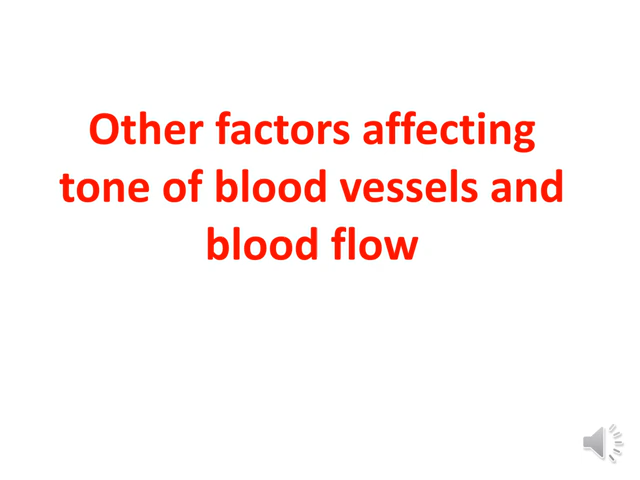 Other factors affecting
tone of blood vessels and
blood flow